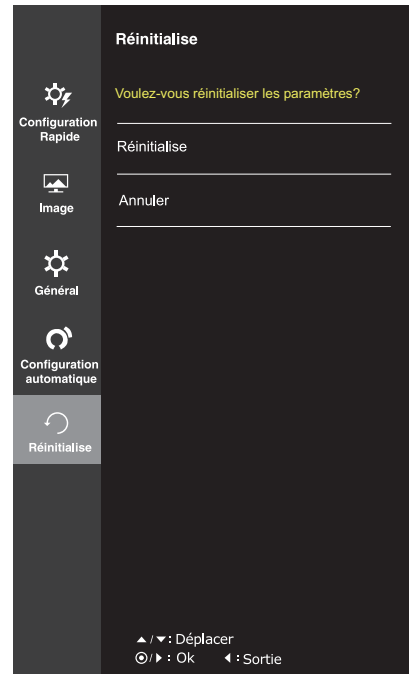 Réinitialise
Voulez-vous réinitialiser les paramètres?
Réinitialise
Annuler
Configuration
Rapide
Image
Général
Configuration
automatique
Réinitialise
▲/▼: Déplacer
◉/▶: Ok ◀: Sortie